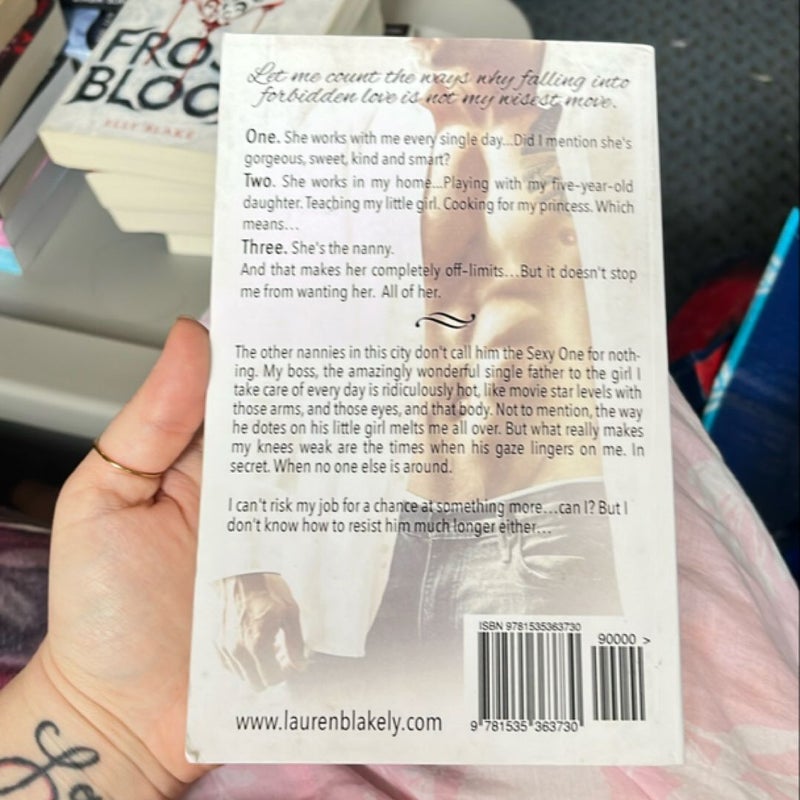 FROS
BLOO
ELLY BLAKE
Let me count the ways why falling into
forbidden love is not my wisest move.
One. She works with me every single day...Did I mention she's
gorgeous, sweet, kind and smart?
Two. She works in my home...Playing with my five-year-old
daughter. Teaching my little girl. Cooking for my princess. Which
means...
Three. She's the nanny.
And that makes her completely off-limits...But it doesn't stop
me from wanting her. All of her.
The other nannies in this city don't call him the Sexy One for noth-
ing. My boss, the amazingly wonderful single father to the girl I
take care of every day is ridiculously hot, like movie star levels with
those arms, and those eyes, and that body. Not to mention, the way
he dotes on his little girl melts me all over. But what really makes
my knees weak are the times when his gaze lingers on me. In
secret. When no one else is around.
I can't risk my job for a chance at something more...can I? But I
don't know how to resist him much longer either...
ISBN 9781535363730
90000 >
9 781535 363730
www.laurenblakely.com